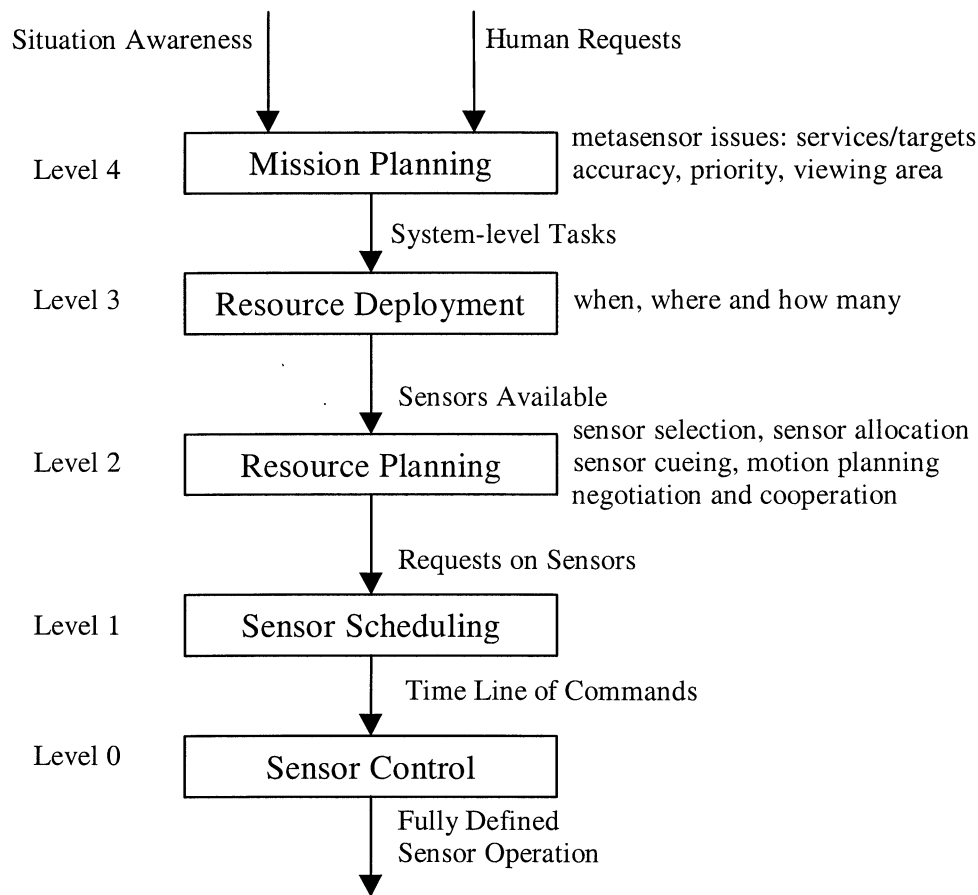 Situation Awareness
Human Requests
Level 4
Mission Planning
metasensor issues: services/targets
accuracy, priority, viewing area
System-level Tasks
Level 3
Resource Deployment
when, where and how many
Sensors Available
Level 2
Resource Planning
sensor selection, sensor allocation
sensor cueing, motion planning
negotiation and cooperation
Requests on Sensors
Level 1
Sensor Scheduling
Time Line of Commands
Level 0
Sensor Control
Fully Defined
Sensor Operation